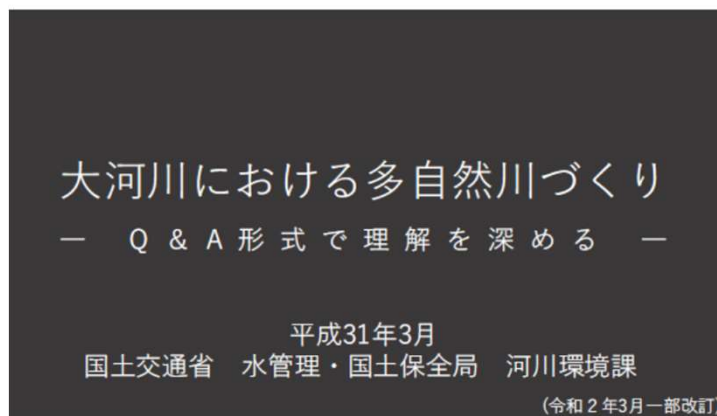 大河川における多自然川づくり
― Q&A形式で理解を深める ―
平成31年3月
国土交通省 水管理・国土保全局 河川環境課
(令和2年3月一部改訂)